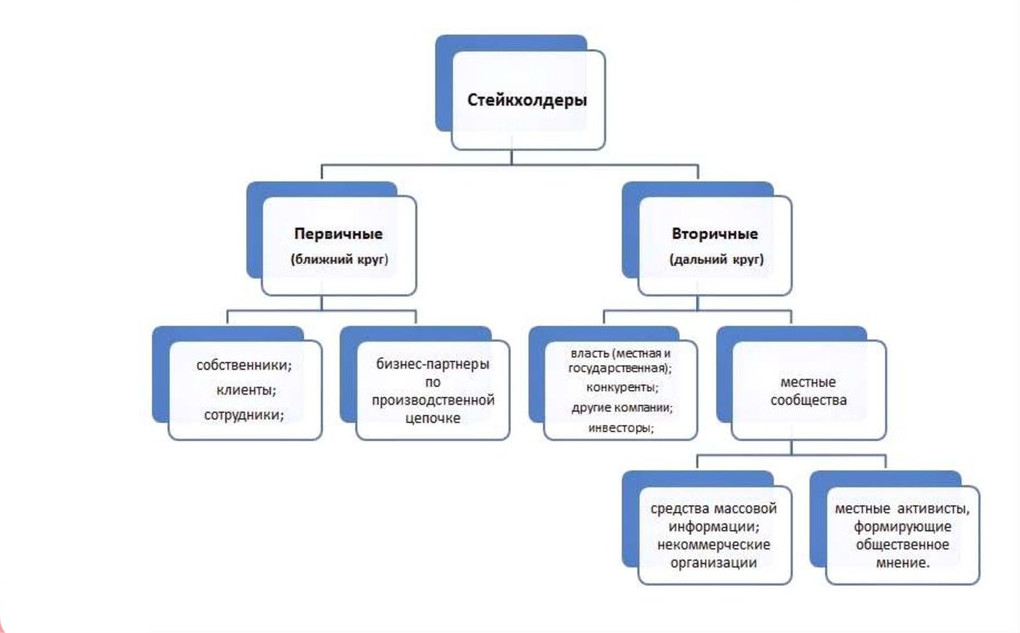 Стейкхолдеры
Первичные
(ближний круг)
Вторичные
(дальний круг)
собственники;
клиенты;
сотрудники;
бизнес-партнеры
по
производственной
цепочке
власть (местная и
государственная);
конкуренты;
другие компании;
инвесторы;
местные
сообщества
средства массовой
информации;
некоммерческие
организации
местные активисты,
формирующие
общественное
мнение.